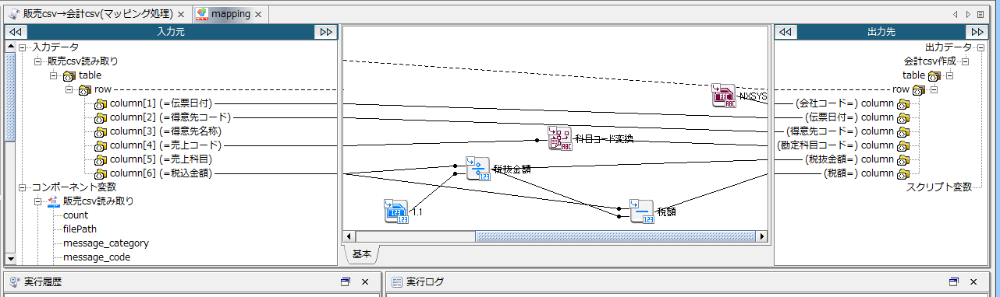 販売csv→会計csv(マッピング処理)
mapping
入力元
入力データ
販売csv読み取り
table
row
column[1] (=伝票日付)
column[2] (=得意先コード)
column[3] (=得意先名称)
column[4] (=売上コード)
column[5] (=売上科目)
column[6] (=税込金額)
コンポーネント変数
販売csv読み取り
count
filePath
message_category
message_code
NXSYS
科目コード変換
税抜金額
1.1
税額
基本
出力先
出力データ
会計csv作成
table
row
(会社コード=) column
(伝票日付=) column
(得意先コード=) column
(勘定科目コード=) column
(税抜金額=) column
(税額=) column
スクリプト変数
実行履歴
実行ログ